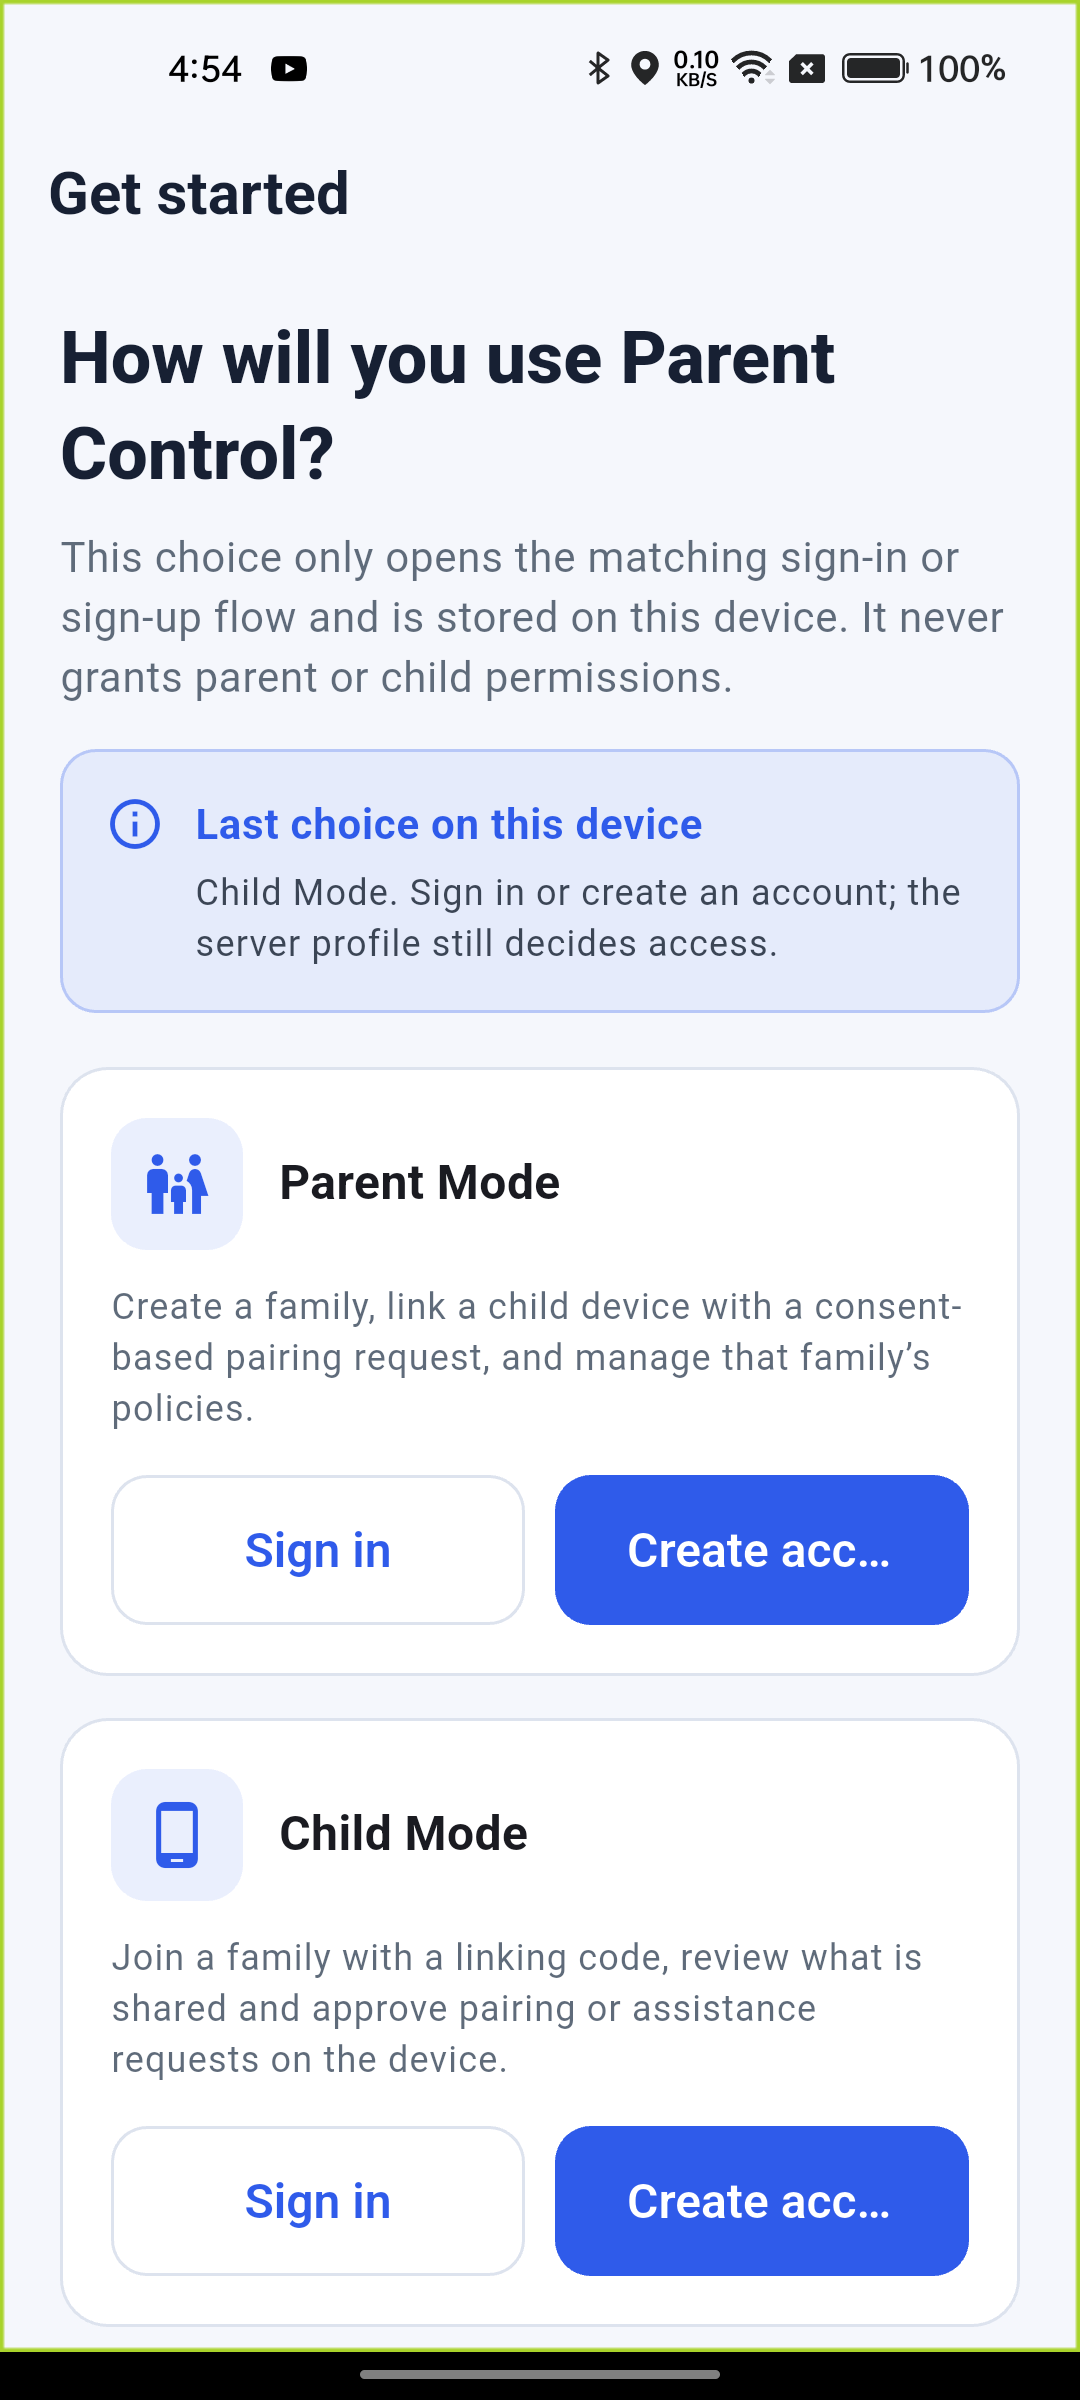 4:54 0.10 KB/S 100%
Get started
How will you use Parent
Control?
This choice only opens the matching sign-in or
sign-up flow and is stored on this device. It never
grants parent or child permissions.
Last choice on this device
Child Mode. Sign in or create an account; the
server profile still decides access.
Parent Mode
Create a family, link a child device with a consent-
based pairing request, and manage that family’s
policies.
Sign in Create acc...
Child Mode
Join a family with a linking code, review what is
shared and approve pairing or assistance
requests on the device.
Sign in Create acc...